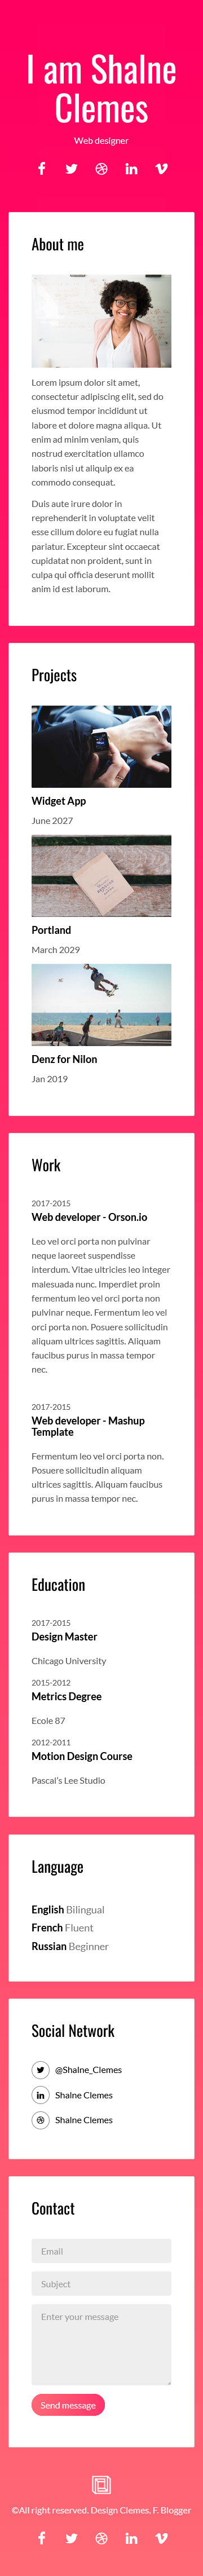 I am Shalne
Clemes
Web designer
About me
Lorem ipsum dolor sit amet,
consectetur adipiscing elit, sed do
eiusmod tempor incididunt ut
labore et dolore magna aliqua. Ut
enim ad minim veniam, quis
nostrud exercitation ullamco
laboris nisi ut aliquip ex ea
commodo consequat.
Duis aute irure dolor in
reprehenderit in voluptate velit
esse cillum dolore eu fugiat nulla
pariatur. Excepteur sint occaecat
cupidatat non proident, sunt in
culpa qui officia deserunt mollit
anim id est laborum.
Projects
Widget App
June 2027
Portland
March 2029
Denz for Nilon
Jan 2019
Work
2017-2015
Web developer - Orson.io
Leo vel orci porta non pulvinar
neque laoreet suspendisse
interdum. Vitae ultricies leo integer
malesuada nunc. Imperdiet proin
fermentum leo vel orci porta non
pulvinar neque. Fermentum leo vel
orci porta non. Posuere sollicitudin
aliquam ultrices sagittis. Aliquam
faucibus purus in massa tempor
nec.
2017-2015
Web developer - Mashup
Template
Fermentum leo vel orci porta non.
Posuere sollicitudin aliquam
ultrices sagittis. Aliquam faucibus
purus in massa tempor nec.
Education
2017-2015
Design Master
Chicago University
2015-2012
Metrics Degree
Ecole 87
2012-2011
Motion Design Course
Pascal's Lee Studio
Language
English Bilingual
French Fluent
Russian Beginner
Social Network
@Shalne_Clemes
Shalne Clemes
Shalne Clemes
Contact
Email
Subject
Enter your message
Send message
©All right reserved. Design Clemes, F. Blogger